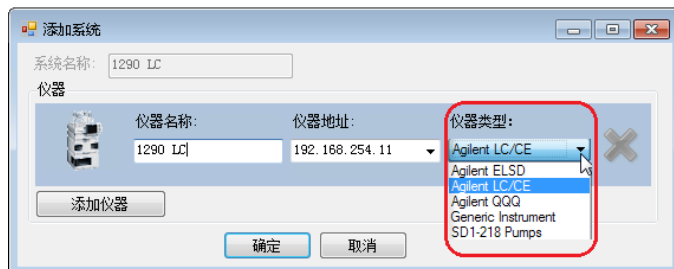 添加系统
系统名称: 1290 LC
仪器
仪器名称: 仪器地址: 仪器类型:
1290 LC 192.168.254.11 Agilent LC/CE
Agilent ELSD
Agilent LC/CE
Agilent QQQ
Generic Instrument
SD1-218 Pumps
添加仪器
确定 取消